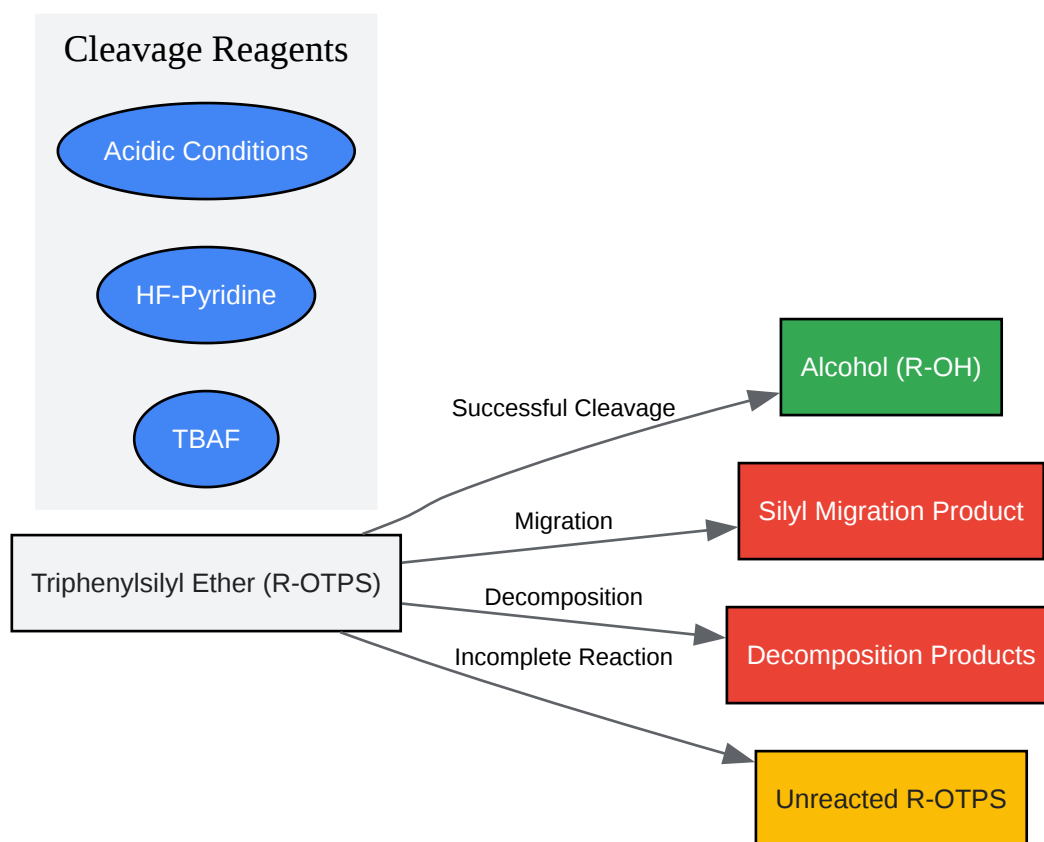 Cleavage Reagents
Acidic Conditions
HF-Pyridine
TBAF
Triphenylsilyl Ether (R-OTPS)
Successful Cleavage
Migration
Decomposition
Incomplete Reaction
Alcohol (R-OH)
Silyl Migration Product
Decomposition Products
Unreacted R-OTPS